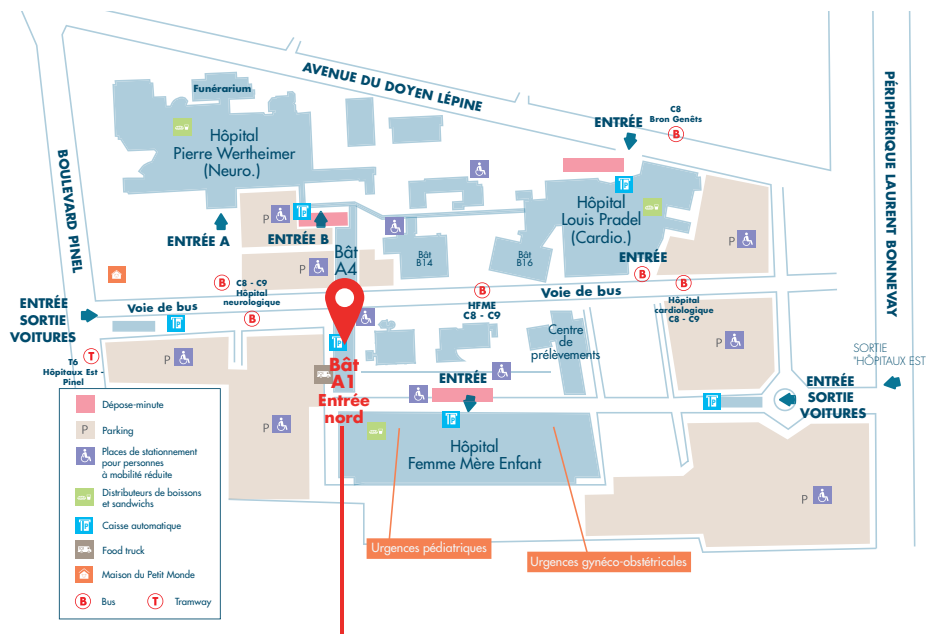 AVENUE DU DOYEN LÉPINE
Funérarium
Hôpital
Pierre Wertheimer
(Neuro.)
ENTRÉE
C8
Bron Genêts
B
PÉRIPHÉRIQUE LAURENT BONNEVAY
BOULEVARD PINEL
Hôpital
Louis Pradel
(Cardio.)
P
ENTRÉE A
ENTRÉE B
Bât
A4
Bât
B14
Bât
B16
ENTRÉE
P
P
B
C8 - C9
Hôpital
neurologique
B
B
HFME
C8 - C9
B
B
Hôpital
cardiologique
C8 - C9
Voie de bus
Voie de bus
ENTRÉE
SORTIE
VOITURES
T
T6
Hôpitaux Est -
Pinel
P
Bât
A1
Entrée
nord
Centre
de
prélèvements
P
SORTIE
"HÔPITAUX EST
ENTRÉE
ENTRÉE
SORTIE
VOITURES
P
Hôpital
Femme Mère Enfant
P
Urgences pédiatriques
Urgences gynéco-obstétricales
Dépose-minute
P Parking
Places de stationnement
pour personnes
à mobilité réduite
Distributeurs de boissons
et sandwichs
Caisse automatique
Food truck
Maison du Petit Monde
B Bus T Tramway